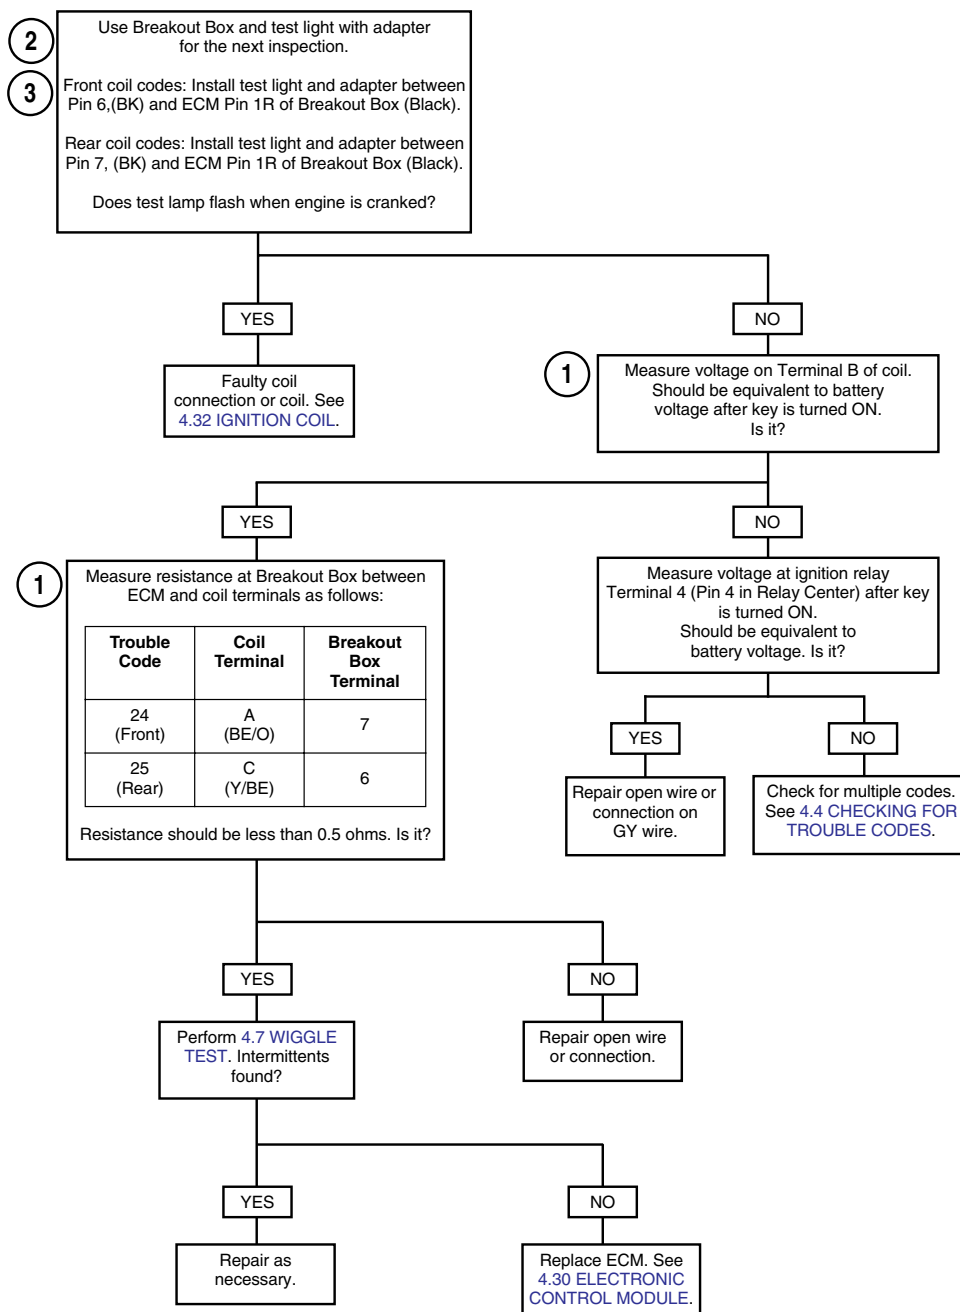 2
Use Breakout Box and test light with adapter
for the next inspection.
3
Front coil codes: Install test light and adapter between
Pin 6,(BK) and ECM Pin 1R of Breakout Box (Black).
Rear coil codes: Install test light and adapter between
Pin 7, (BK) and ECM Pin 1R of Breakout Box (Black).
Does test lamp flash when engine is cranked?
YES
NO
Faulty coil
connection or coil. See
4.32 IGNITION COIL.
1
Measure voltage on Terminal B of coil.
Should be equivalent to battery
voltage after key is turned ON.
Is it?
YES
NO
1
Measure resistance at Breakout Box between
ECM and coil terminals as follows:
Trouble
Code
Coil
Terminal
Breakout
Box
Terminal
24
(Front)
A
(BE/O)
7
25
(Rear)
C
(Y/BE)
6
Resistance should be less than 0.5 ohms. Is it?
Measure voltage at ignition relay
Terminal 4 (Pin 4 in Relay Center) after key
is turned ON.
Should be equivalent to
battery voltage. Is it?
YES
NO
Repair open wire or
connection on
GY wire.
Check for multiple codes.
See 4.4 CHECKING FOR
TROUBLE CODES.
YES
NO
Perform 4.7 WIGGLE
TEST. Intermittents
found?
Repair open wire
or connection.
YES
NO
Repair as
necessary.
Replace ECM. See
4.30 ELECTRONIC
CONTROL MODULE.